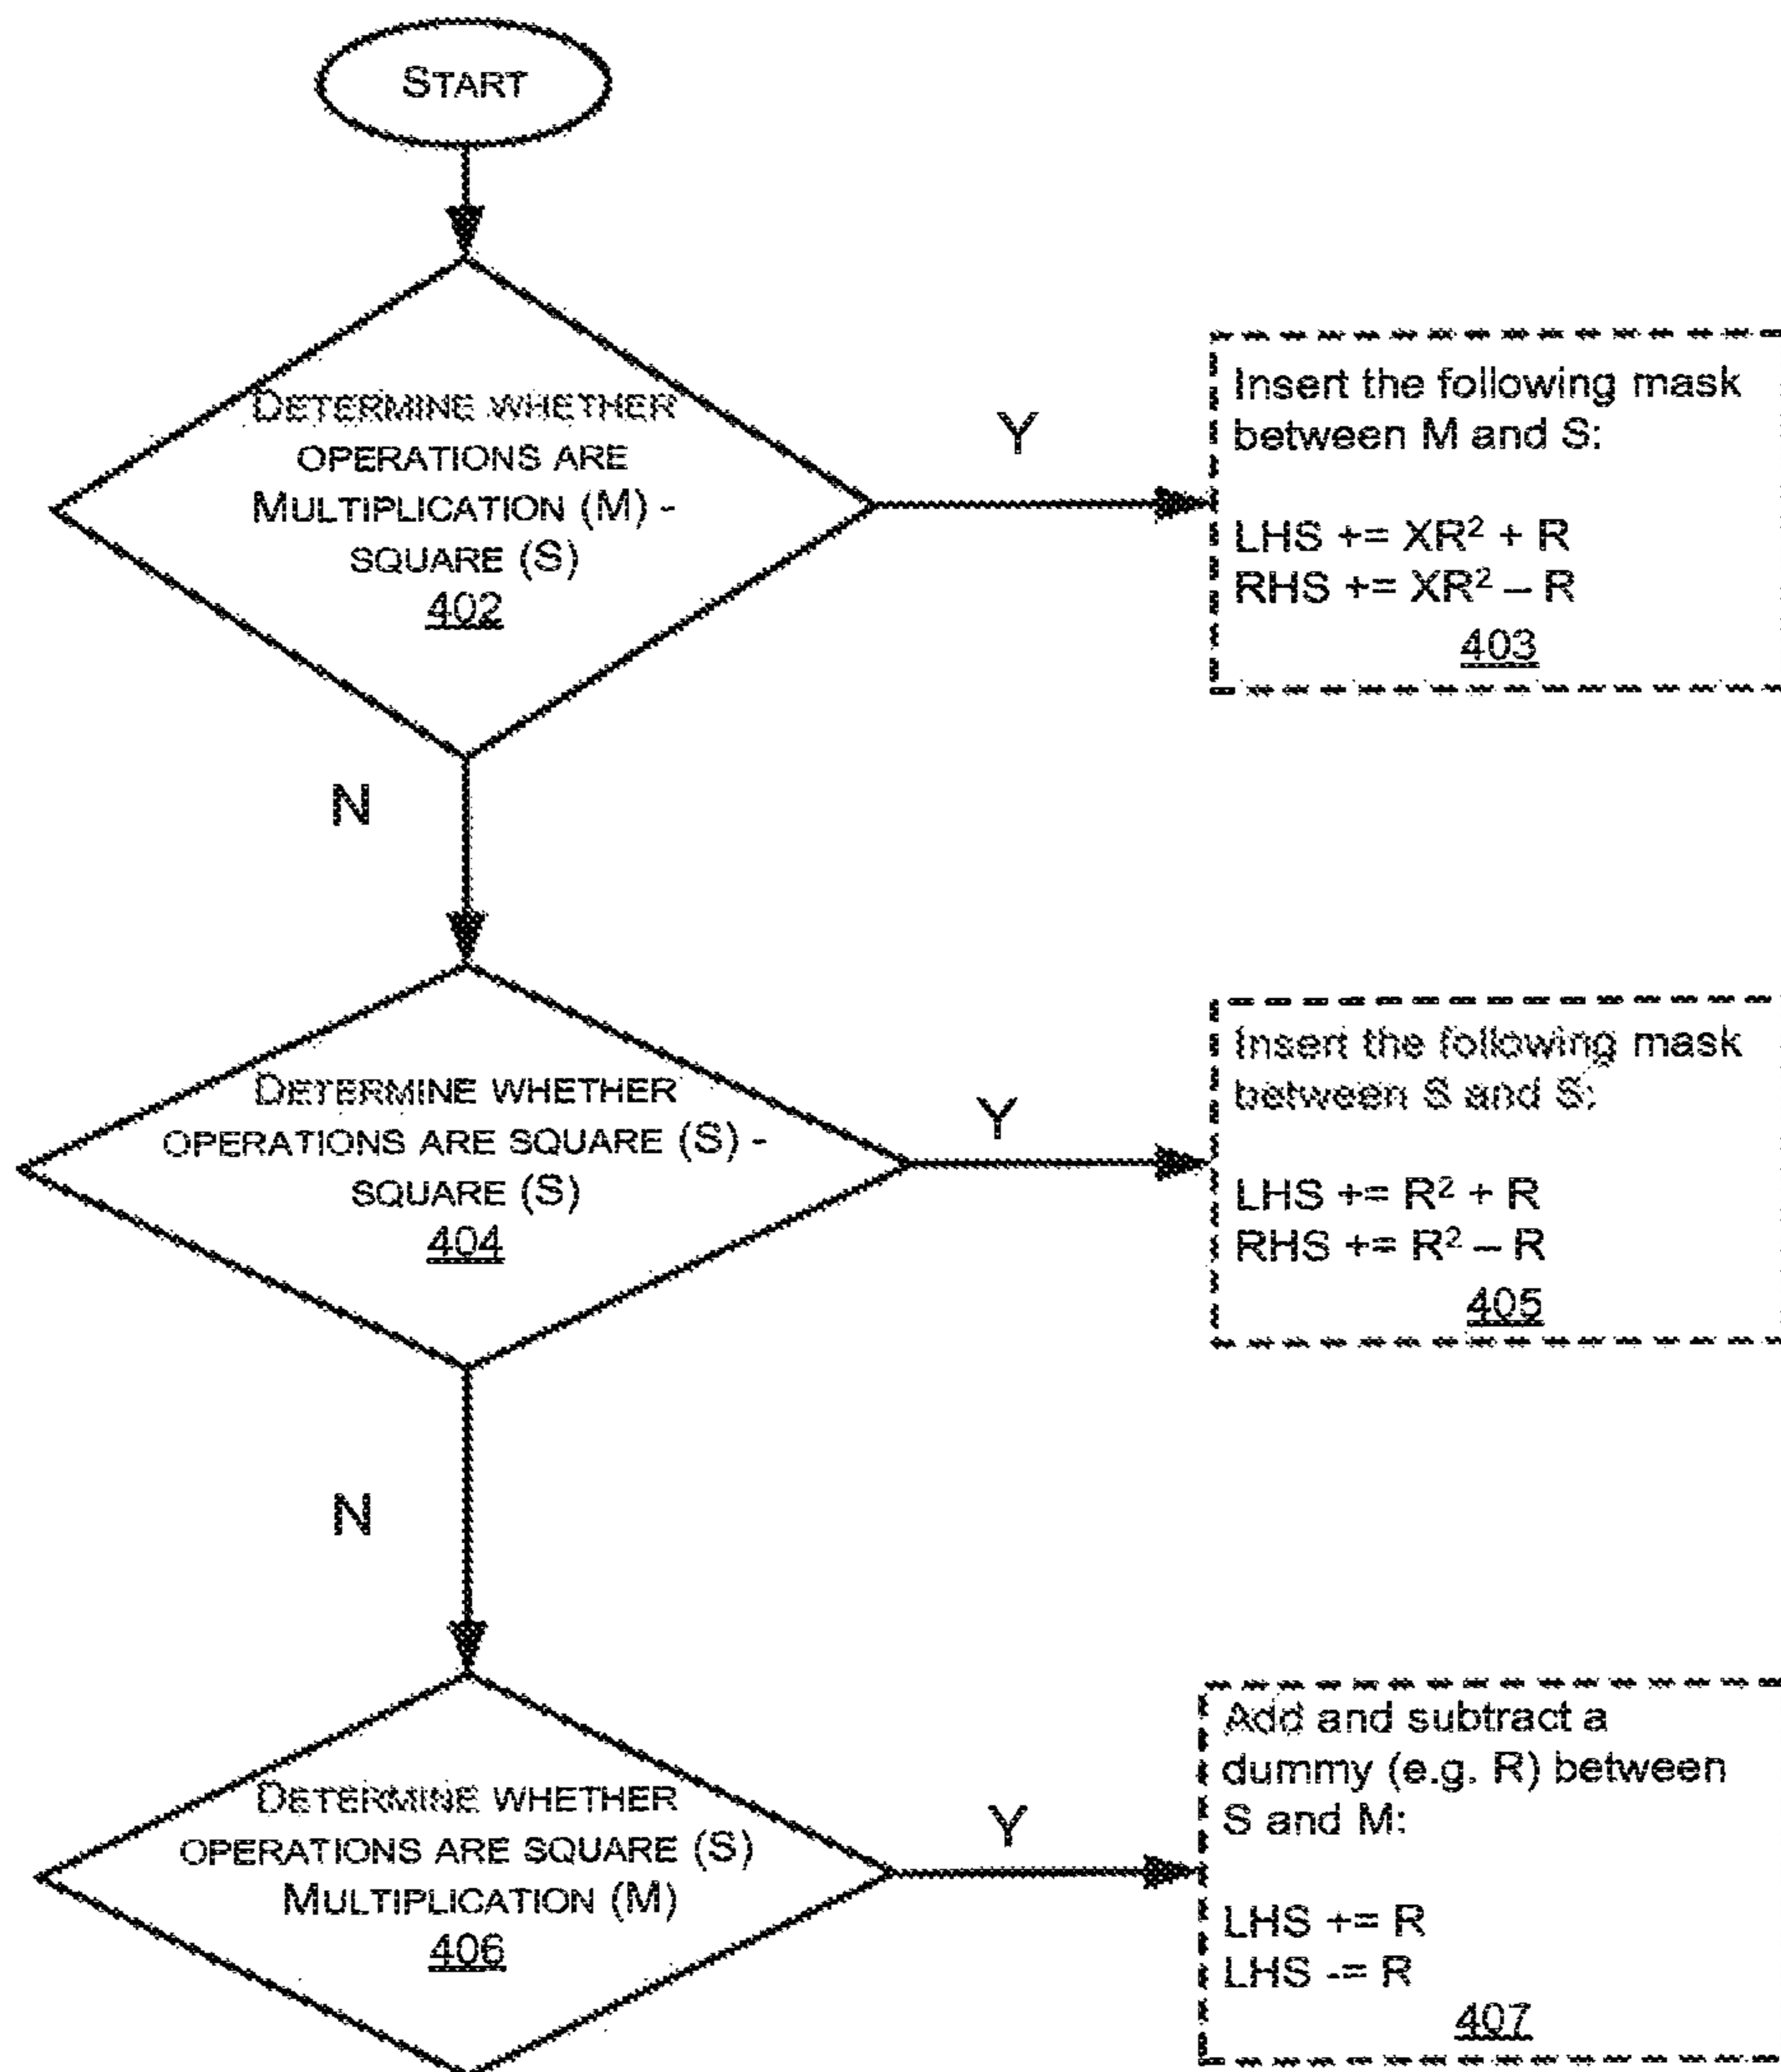 START
DETERMINE WHETHER
OPERATIONS ARE
MULTIPLICATION (M) -
SQUARE (S)
402
Y
Insert the following mask
between M and S:
LHS += XR² + R
RHS += XR² – R
403
N
DETERMINE WHETHER
OPERATIONS ARE SQUARE (S) -
SQUARE (S)
404
Y
Insert the following mask
between S and S:
LHS += R² + R
RHS += R² – R
405
N
DETERMINE WHETHER
OPERATIONS ARE SQUARE (S)
MULTIPLICATION (M)
406
Y
Add and subtract a
dummy (e.g. R) between
S and M:
LHS += R
LHS -= R
407